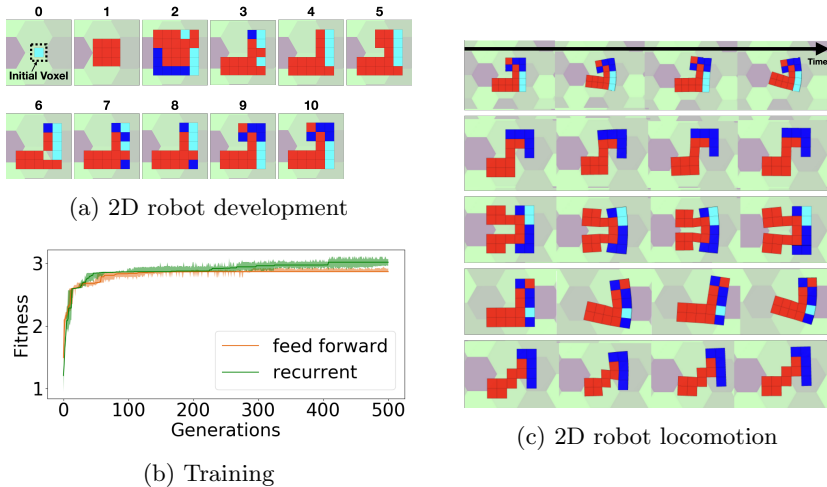 0 1 2 3 4 5
Initial Voxel
6 7 8 9 10
(a) 2D robot development
3
2
1
Fitness
feed forward
recurrent
0 100 200 300 400 500
Generations
(b) Training
Time
(c) 2D robot locomotion